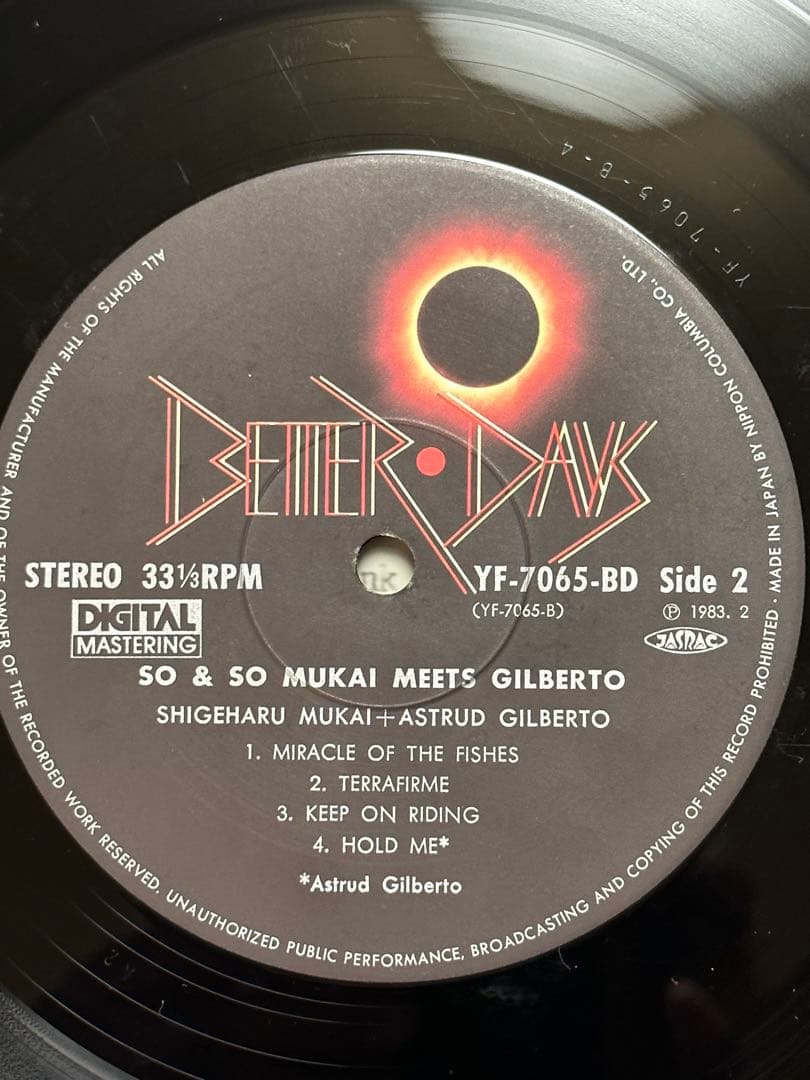 YF-7065-B-4
BETTER DAYS
STEREO 33⅓RPM
YF-7065-BD Side 2
(YF-7065-B)
Ⓟ 1983. 2
DIGITAL
MASTERING
JASRAC
SO & SO MUKAI MEETS GILBERTO
SHIGEHARU MUKAI+ASTRUD GILBERTO
1. MIRACLE OF THE FISHES
2. TERRAFIRME
3. KEEP ON RIDING
4. HOLD ME*
*Astrud Gilberto
ALL RIGHTS OF THE MANUFACTURER AND OF THE OWNER OF THE RECORDED WORK RESERVED. UNAUTHORIZED PUBLIC PERFORMANCE, BROADCASTING AND COPYING OF THIS RECORD PROHIBITED • MADE IN JAPAN BY NIPPON COLUMBIA CO., LTD.